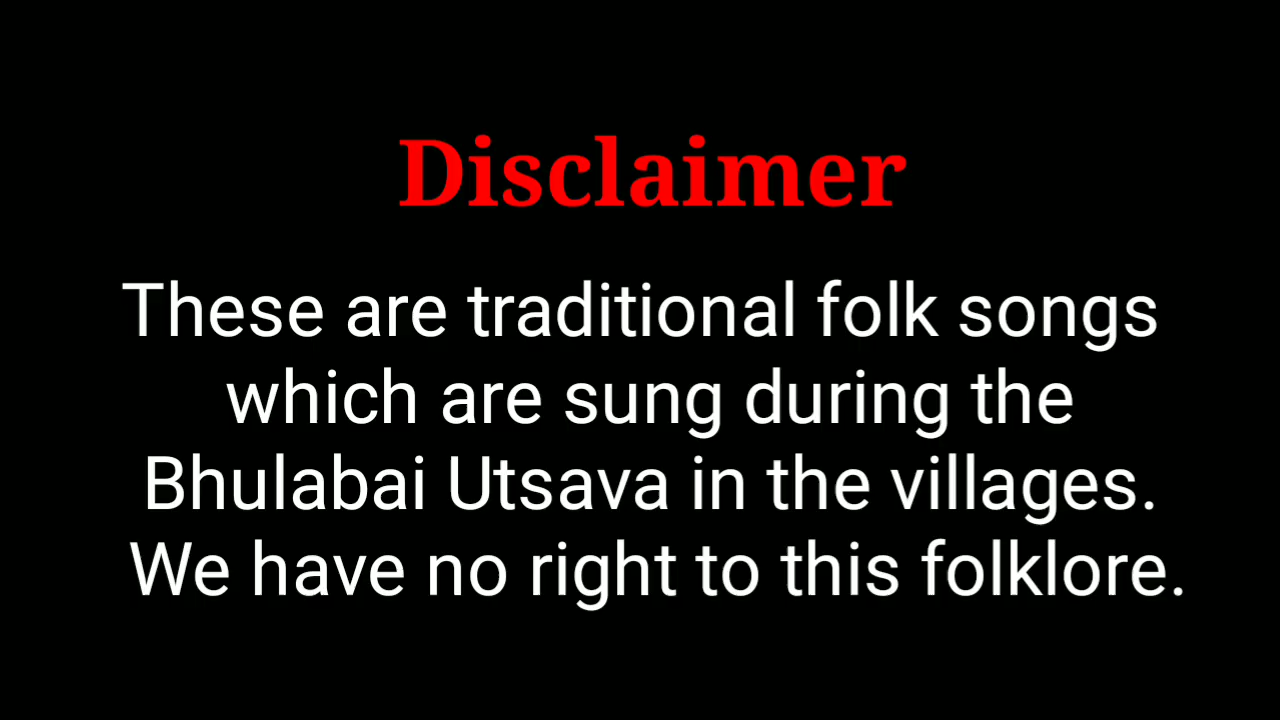 Disclaimer
These are traditional folk songs
which are sung during the
Bhulabai Utsava in the villages.
We have no right to this folklore.